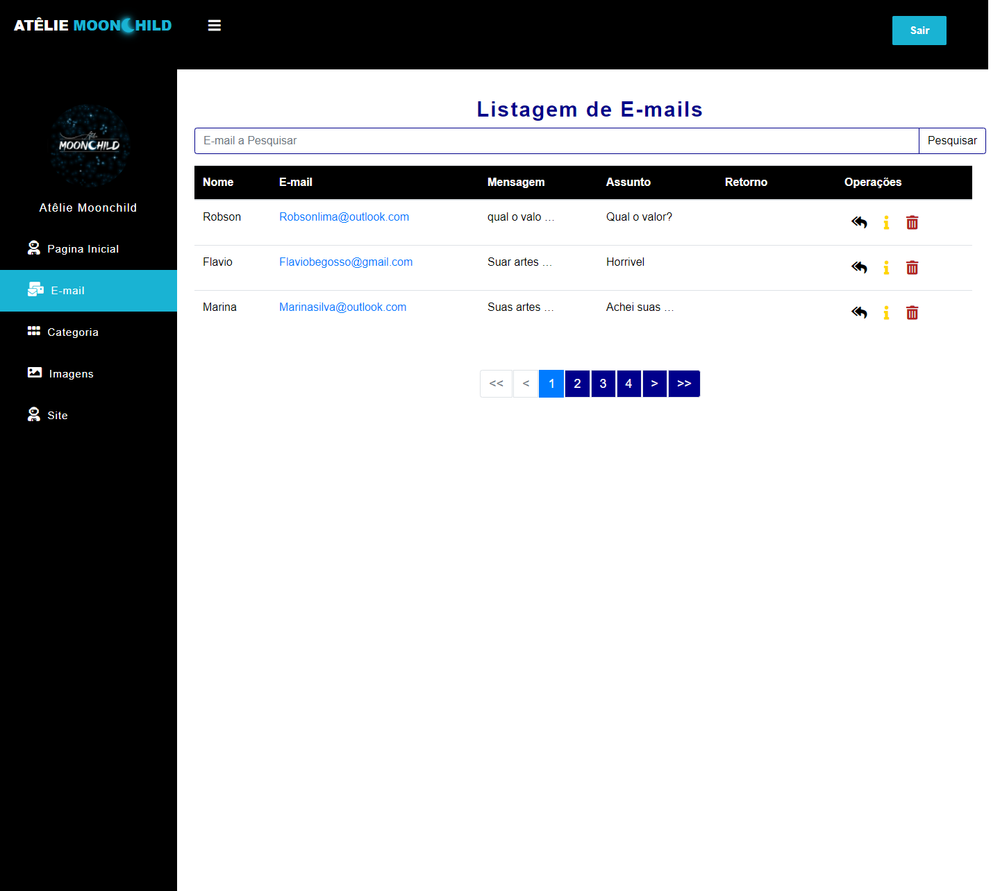 ATÊLIE MOONCHILD
Sair
MOONCHILD
Atêlie Moonchild
Pagina Inicial
E-mail
Categoria
Imagens
Site
Listagem de E-mails
E-mail a Pesquisar Pesquisar
Nome E-mail Mensagem Assunto Retorno Operações
Robson Robsonlima@outlook.com qual o valo ... Qual o valor?
Flavio Flaviobegosso@gmail.com Suar artes ... Horrivel
Marina Marinasilva@outlook.com Suas artes ... Achei suas ...
<< < 1 2 3 4 > >>